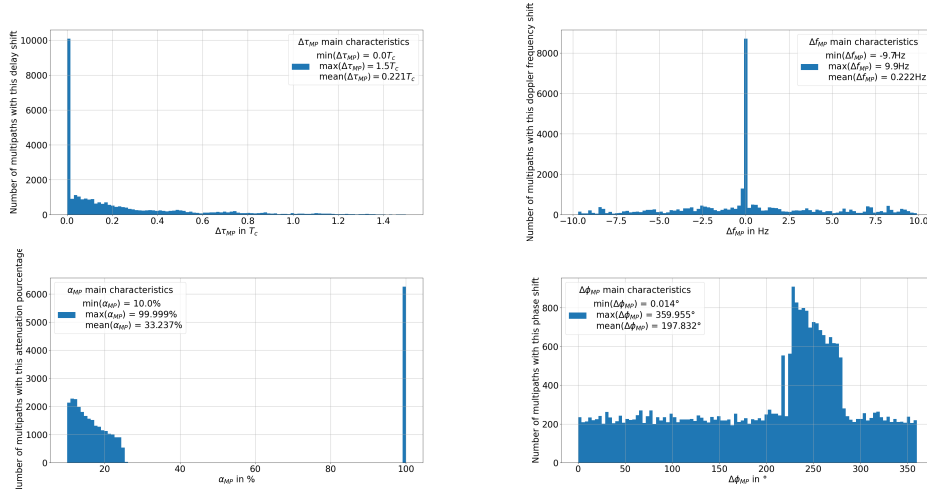 Number of multipaths with this delay shift
10000
8000
6000
4000
2000
0
0.0 0.2 0.4 0.6 0.8 1.0 1.2 1.4
Δτ_MP in T_c
Δτ_MP main characteristics
min(Δτ_MP) = 0.0T_c
max(Δτ_MP)=1.5T_c
mean(Δτ_MP)=0.221T_c
Number of multipaths with this doppler frequency shift
8000
6000
4000
2000
0
−10.0 −7.5 −5.0 −2.5 0.0 2.5 5.0 7.5 10.0
Δf_MP in Hz
Δf_MP main characteristics
min(Δf_MP) = -9.7Hz
max(Δf_MP) = 9.9Hz
mean(Δf_MP) = 0.222Hz
Number of multipaths with this attenuation pourcentage
6000
5000
4000
3000
2000
1000
0
20 40 60 80 100
α_MP in %
α_MP main characteristics
min(α_MP) = 10.0%
max(α_MP) = 99.999%
mean(α_MP) = 33.237%
Number of multipaths with this phase shift
800
600
400
200
0
0 50 100 150 200 250 300 350
Δϕ_MP in °
Δϕ_MP main characteristics
min(Δϕ_MP) = 0.014°
max(Δϕ_MP) = 359.955°
mean(Δϕ_MP) = 197.832°